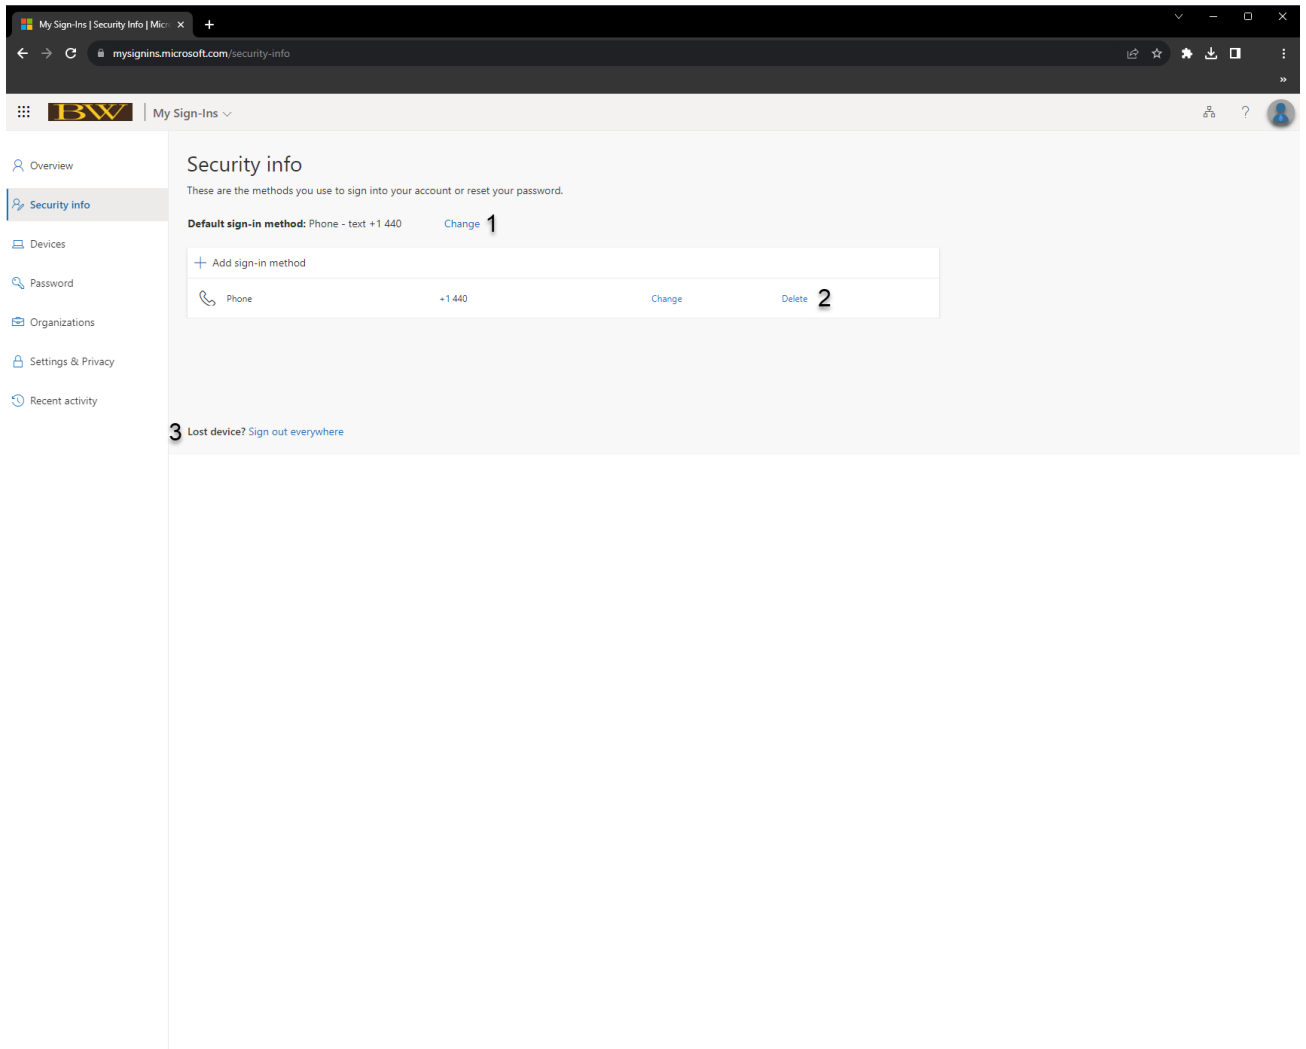 My Sign-Ins | Security Info | Micr
mysignins.microsoft.com/security-info
BW My Sign-Ins
Overview
Security info
Devices
Password
Organizations
Settings & Privacy
Recent activity
Security info
These are the methods you use to sign into your account or reset your password.
Default sign-in method: Phone - text +1 440 Change 1
Add sign-in method
Phone +1 440 Change Delete 2
3 Lost device? Sign out everywhere